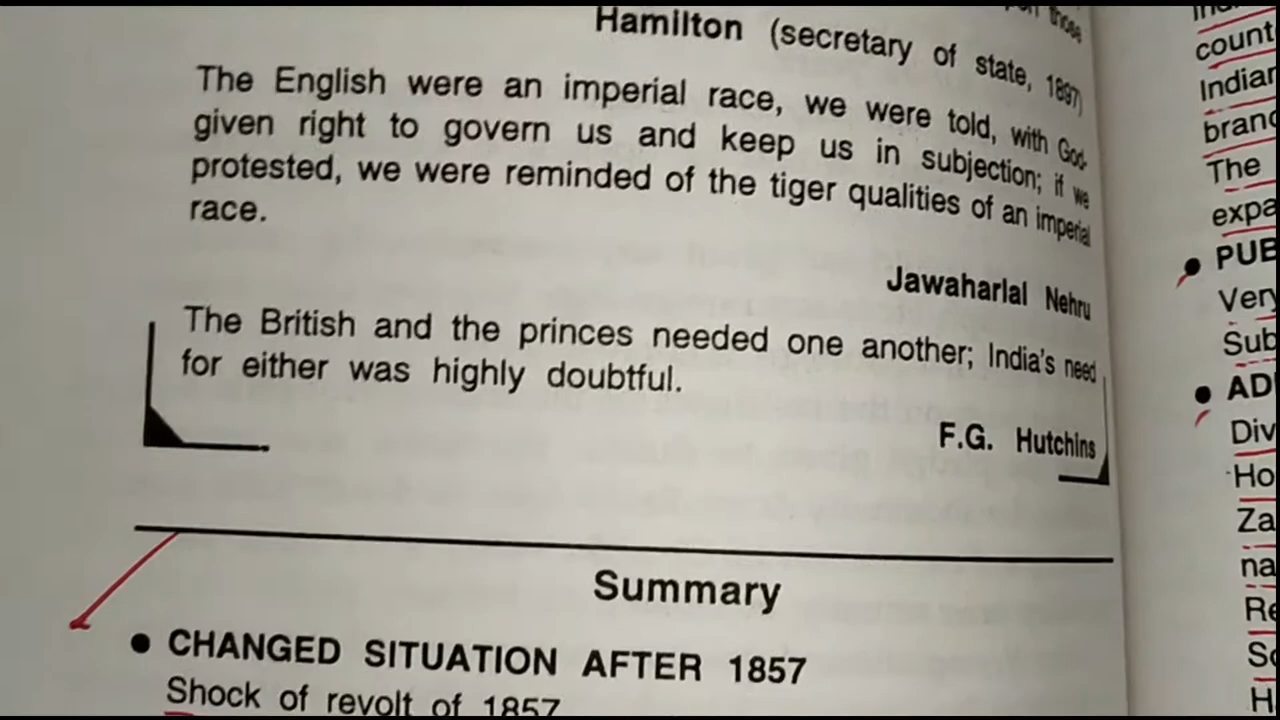 those
Hamilton (secretary of state, 1897)
The English were an imperial race, we were told, with God-
given right to govern us and keep us in subjection; if we
protested, we were reminded of the tiger qualities of an imperial
race.
Jawaharlal Nehru
The British and the princes needed one another; India's need
for either was highly doubtful.
F.G. Hutchins
Summary
• CHANGED SITUATION AFTER 1857
Shock of revolt of 1857
count
Indian
The
expa
• PUB
Very
Sub
• AD
Div
Ho
Za
na
Re
So
H